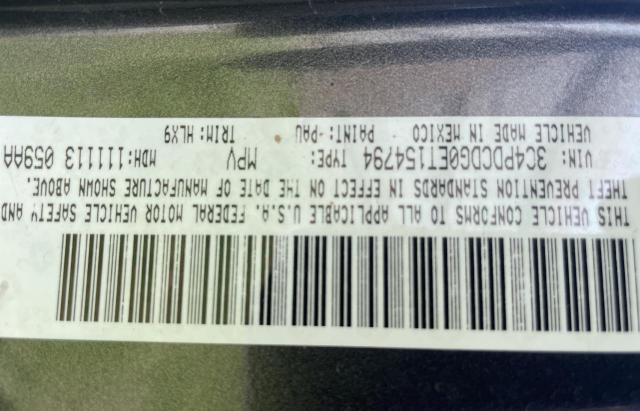 THIS VEHICLE CONFORMS TO ALL APPLICABLE U.S.A. FEDERAL MOTOR VEHICLE SAFETY AND
THEFT PREVENTION STANDARDS IN EFFECT ON THE DATE OF MANUFACTURE SHOWN ABOVE.
VIN: 3C4PDCDG0ET154794 TYPE: MPV MDH:111113 059AA
VEHICLE MADE IN MEXICO PAINT: PAU TRIM:HLX9